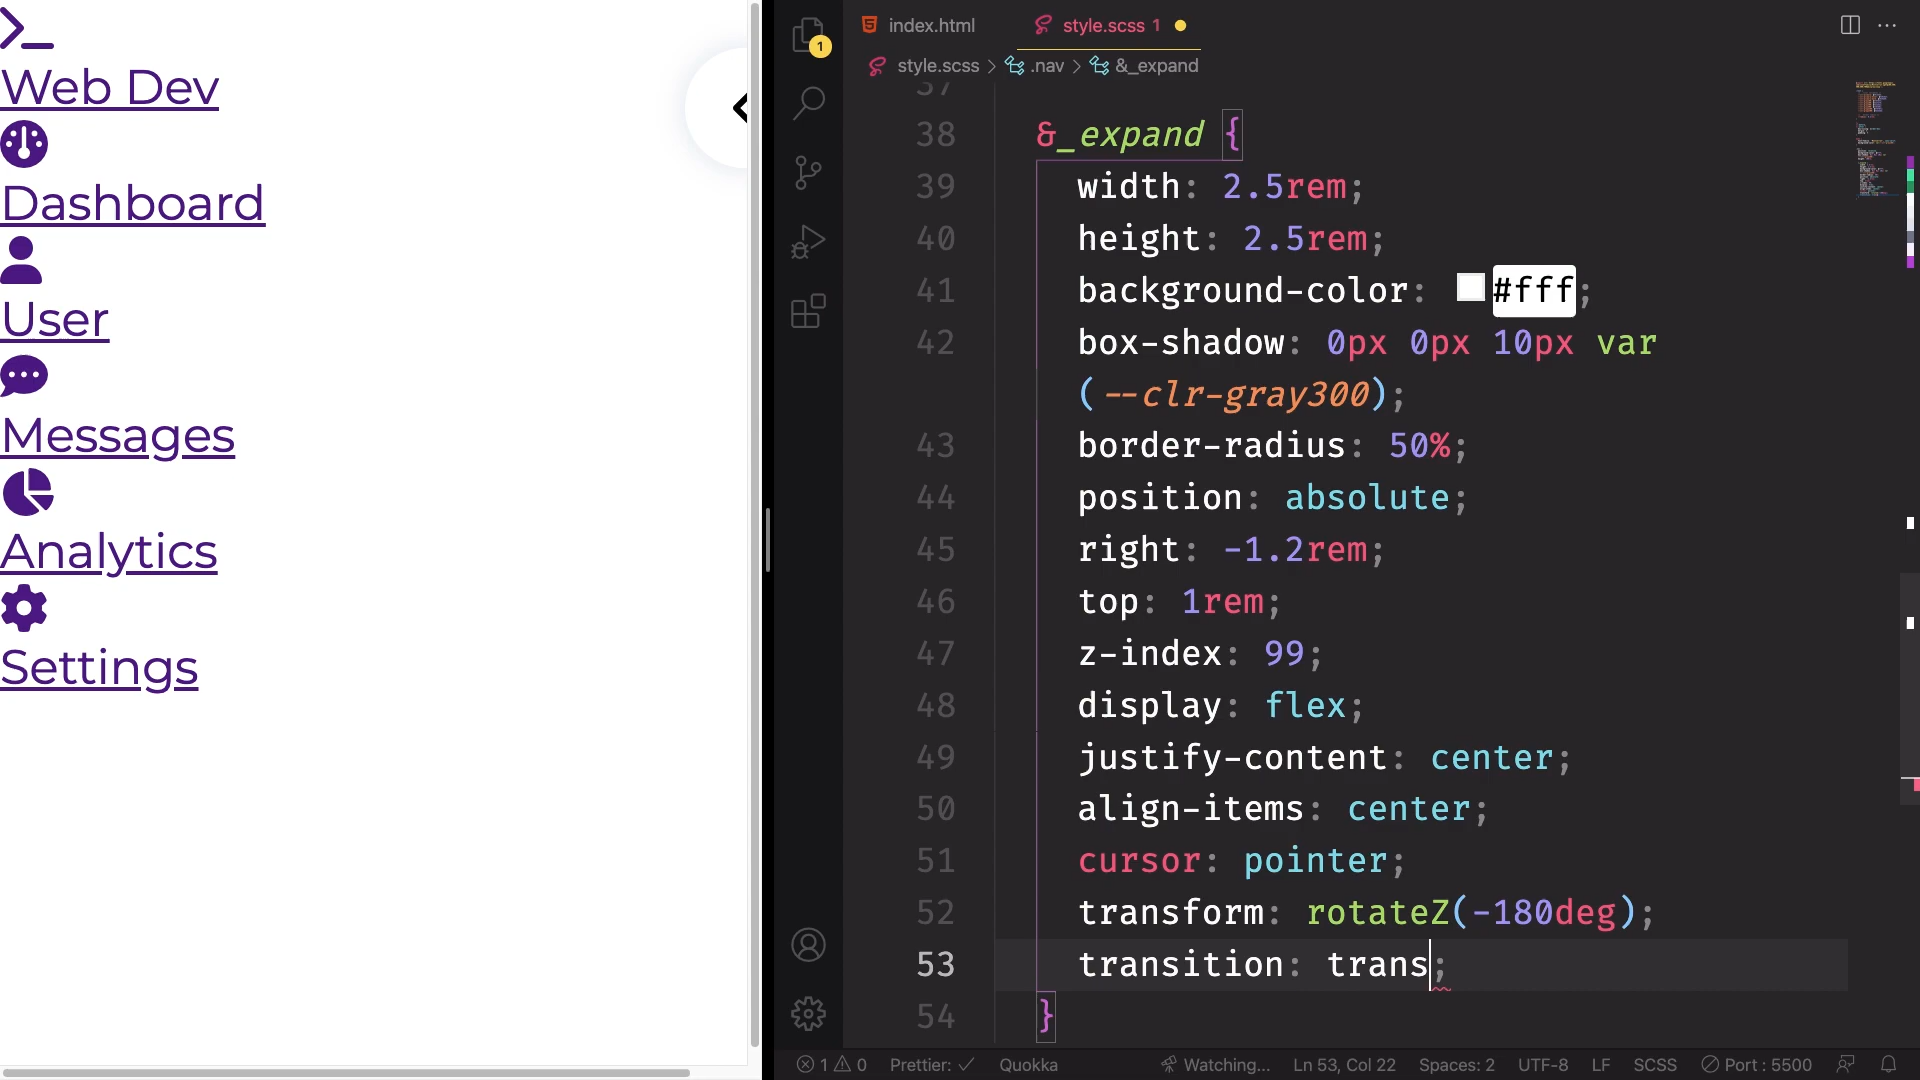 Web Dev
Dashboard
User
Messages
Analytics
Settings
1
index.html
style.scss 1
style.scss > .nav > &_expand
37
38 &_expand {
39 width: 2.5rem;
40 height: 2.5rem;
41 background-color: #fff;
42 box-shadow: 0px 0px 10px var
(--clr-gray300);
43 border-radius: 50%;
44 position: absolute;
45 right: -1.2rem;
46 top: 1rem;
47 z-index: 99;
48 display: flex;
49 justify-content: center;
50 align-items: center;
51 cursor: pointer;
52 transform: rotateZ(-180deg);
53 transition: trans;
54 }
1 0 Prettier: ✓ Quokka Watching... Ln 53, Col 22 Spaces: 2 UTF-8 LF SCSS Port : 5500